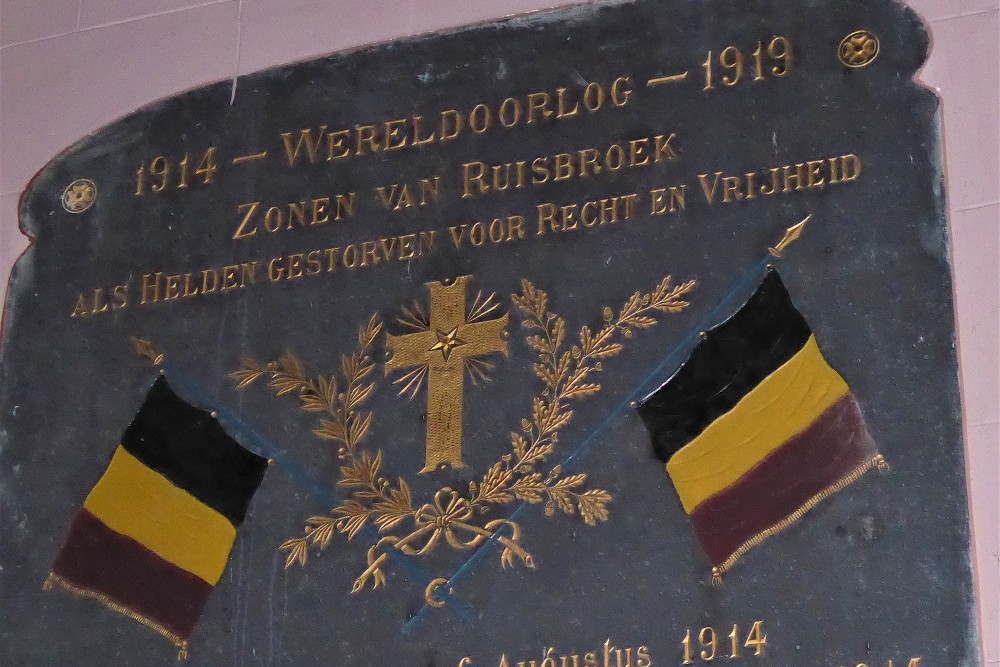 1914 – WERELDOORLOG – 1919
ZONEN VAN RUISBROEK
ALS HELDEN GESTORVEN VOOR RECHT EN VRIJHEID
Augustus 1914